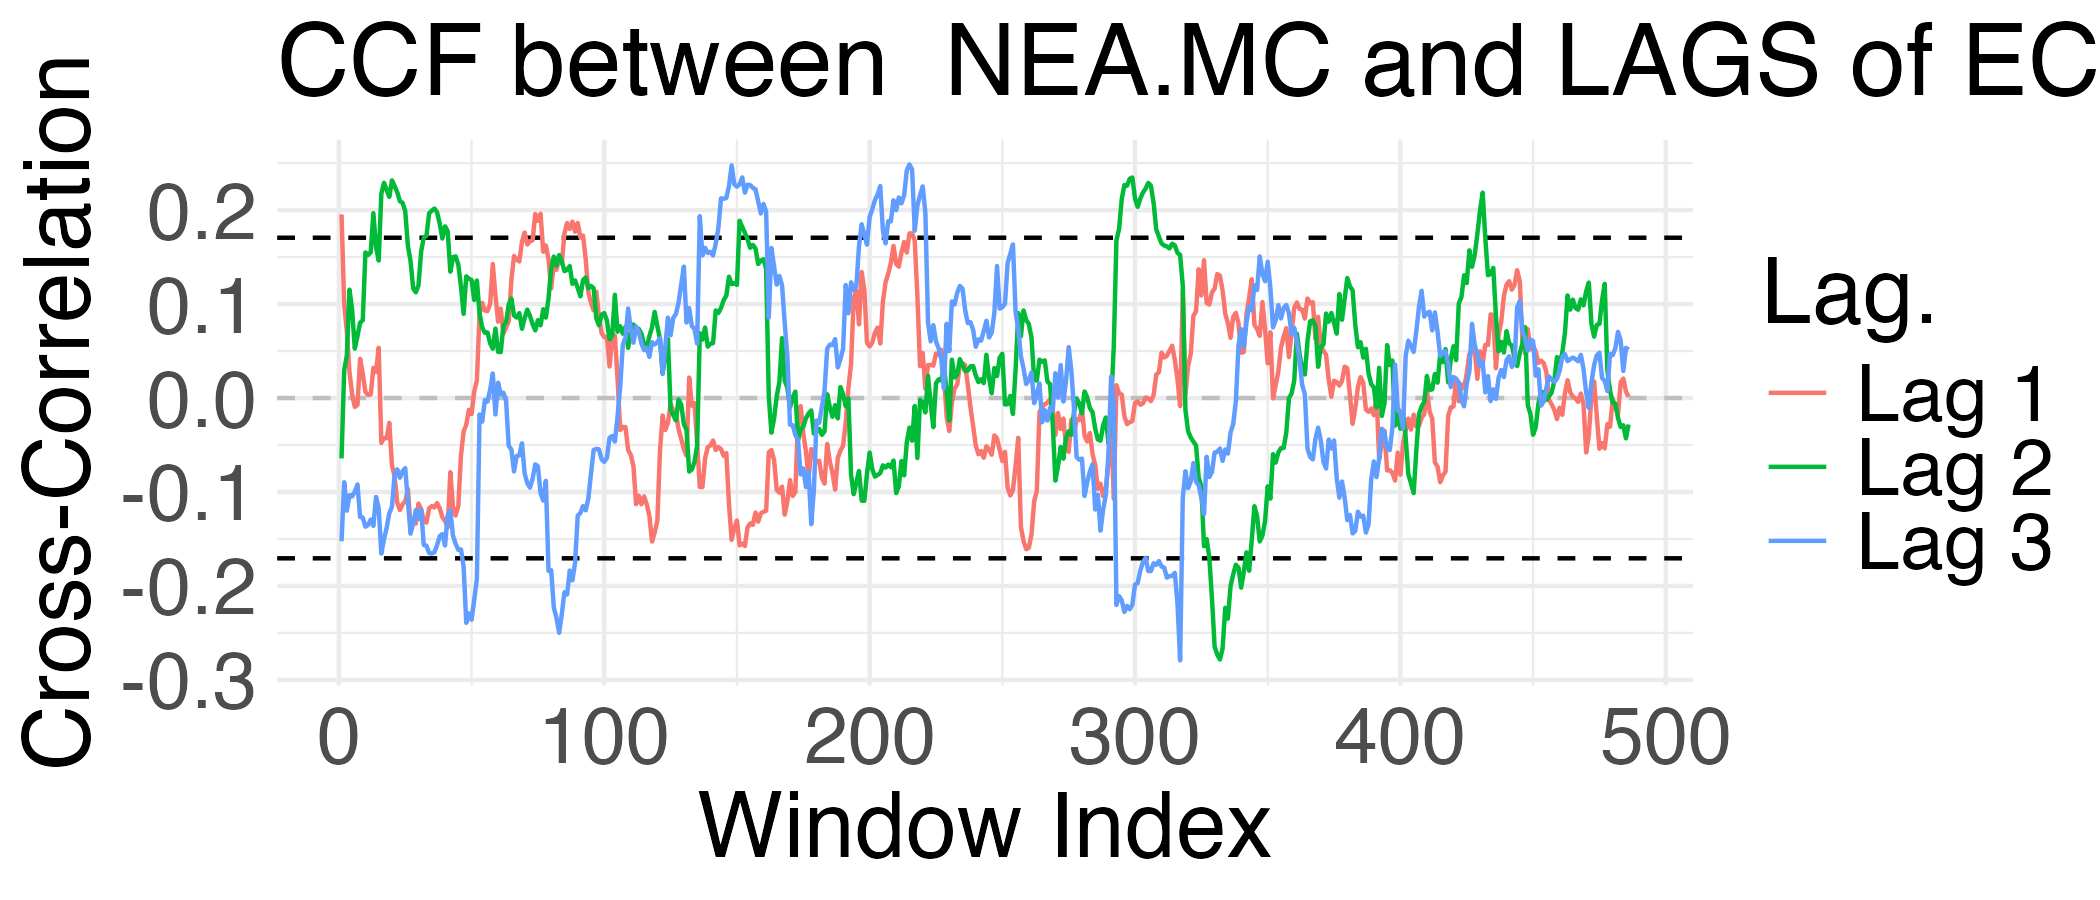 CCF between  NEA.MC and LAGS of EC
Cross-Correlation
0.2
0.1
0.0
-0.1
-0.2
-0.3
0 100 200 300 400 500
Window Index
Lag.
Lag 1
Lag 2
Lag 3